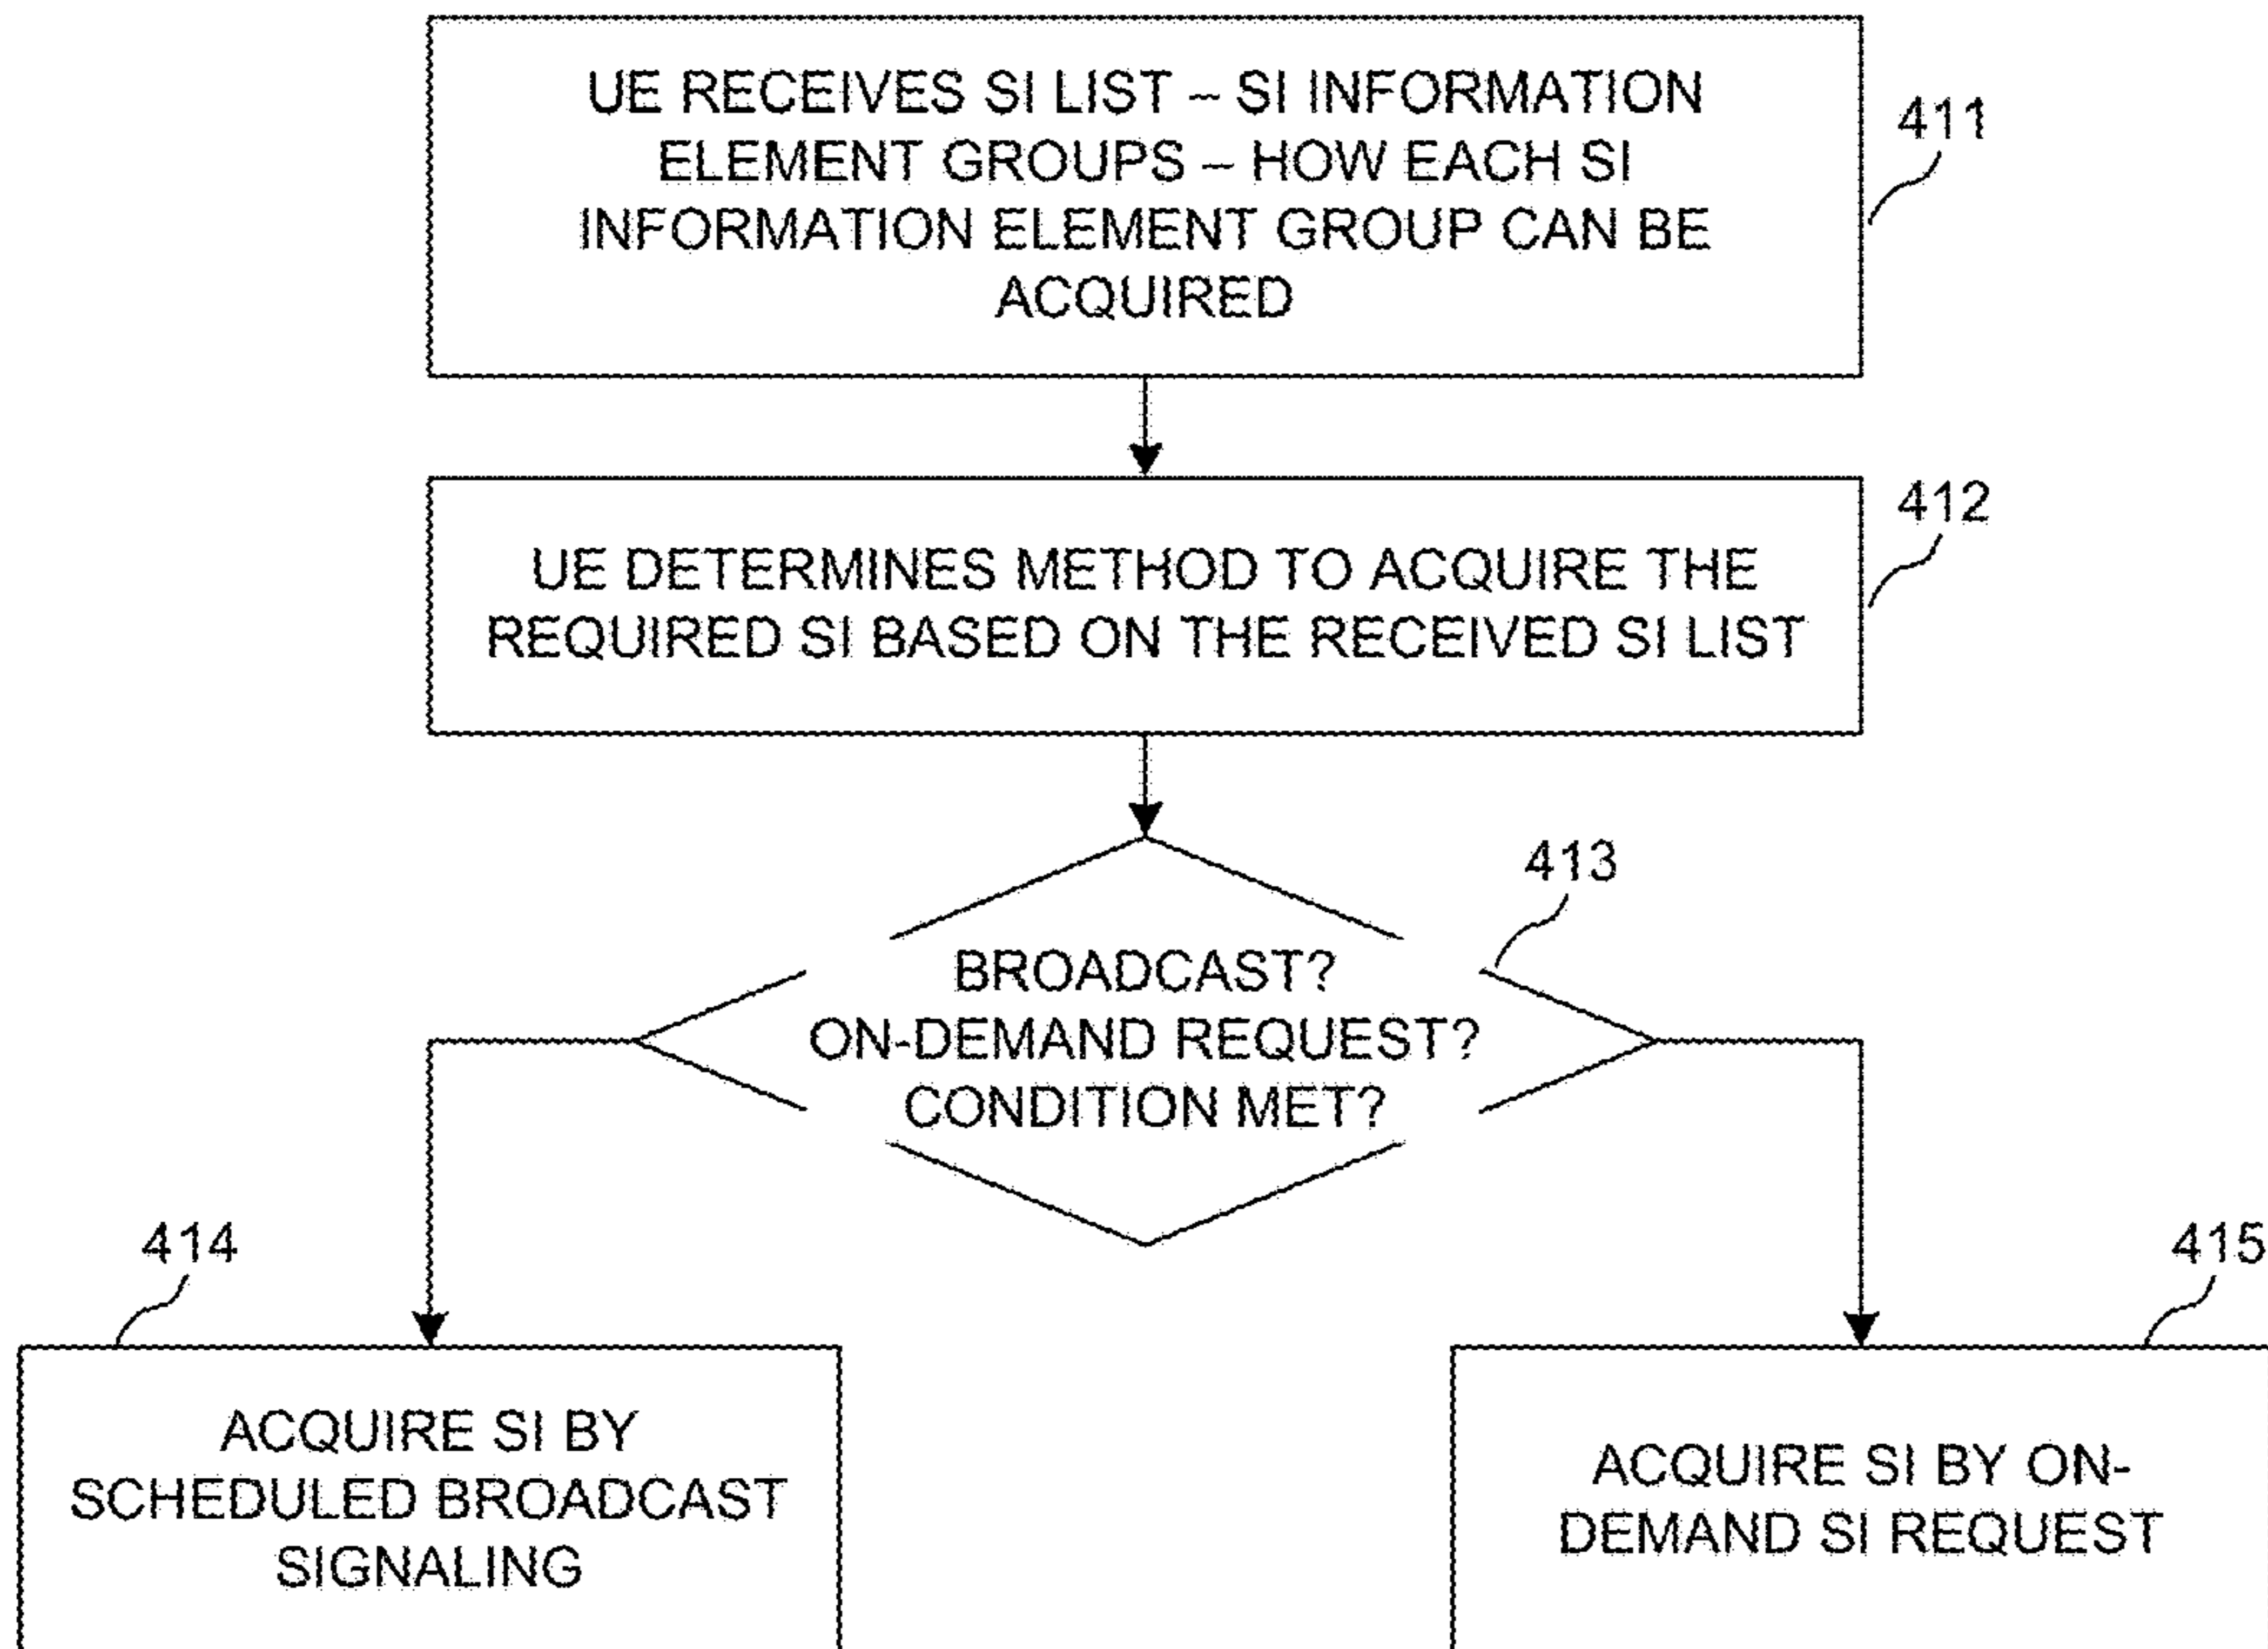 UE RECEIVES SI LIST – SI INFORMATION
ELEMENT GROUPS – HOW EACH SI
INFORMATION ELEMENT GROUP CAN BE
ACQUIRED
411
412
UE DETERMINES METHOD TO ACQUIRE THE
REQUIRED SI BASED ON THE RECEIVED SI LIST
413
BROADCAST?
ON-DEMAND REQUEST?
CONDITION MET?
414
ACQUIRE SI BY
SCHEDULED BROADCAST
SIGNALING
415
ACQUIRE SI BY ON-
DEMAND SI REQUEST